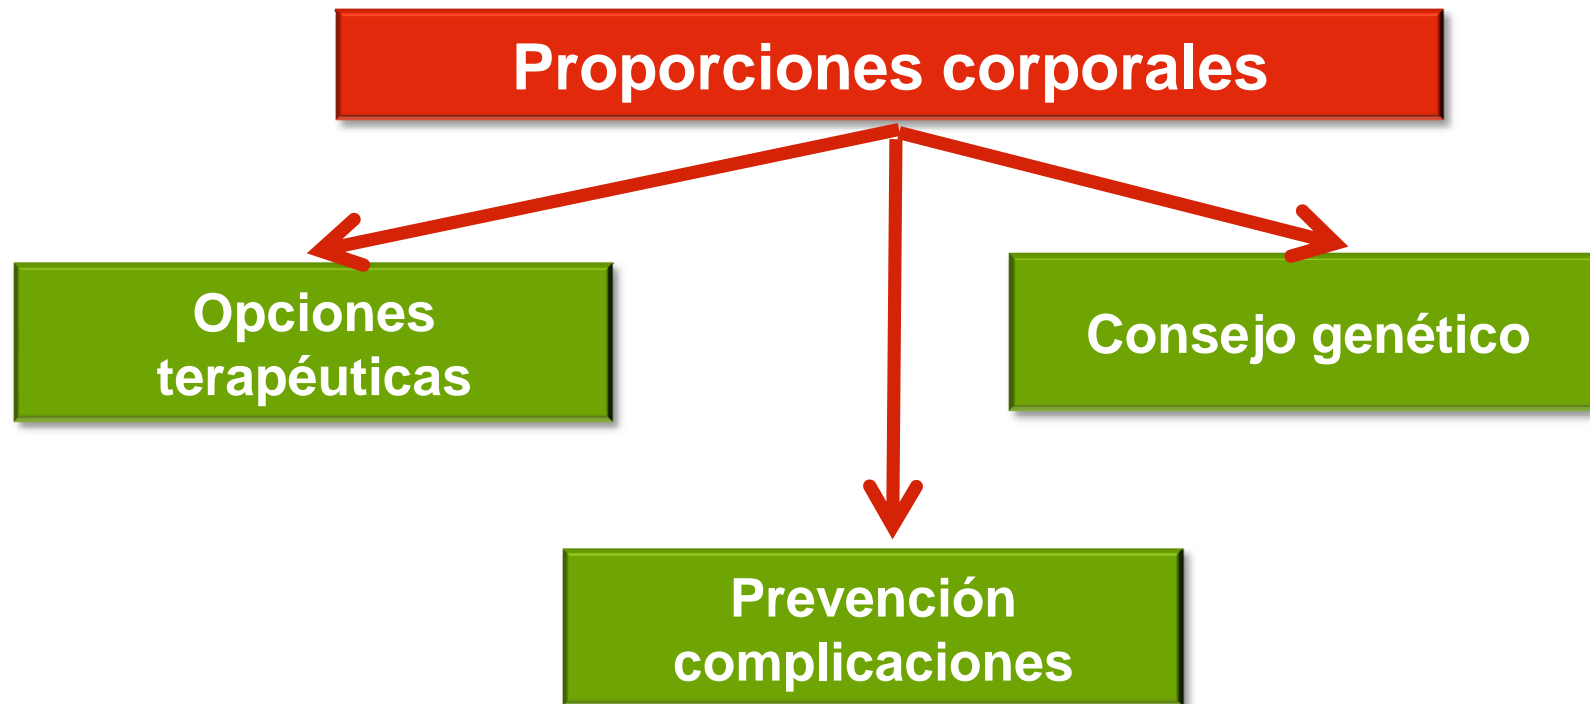 Proporciones corporales
Opciones
terapéuticas
Consejo genético
Prevención
complicaciones